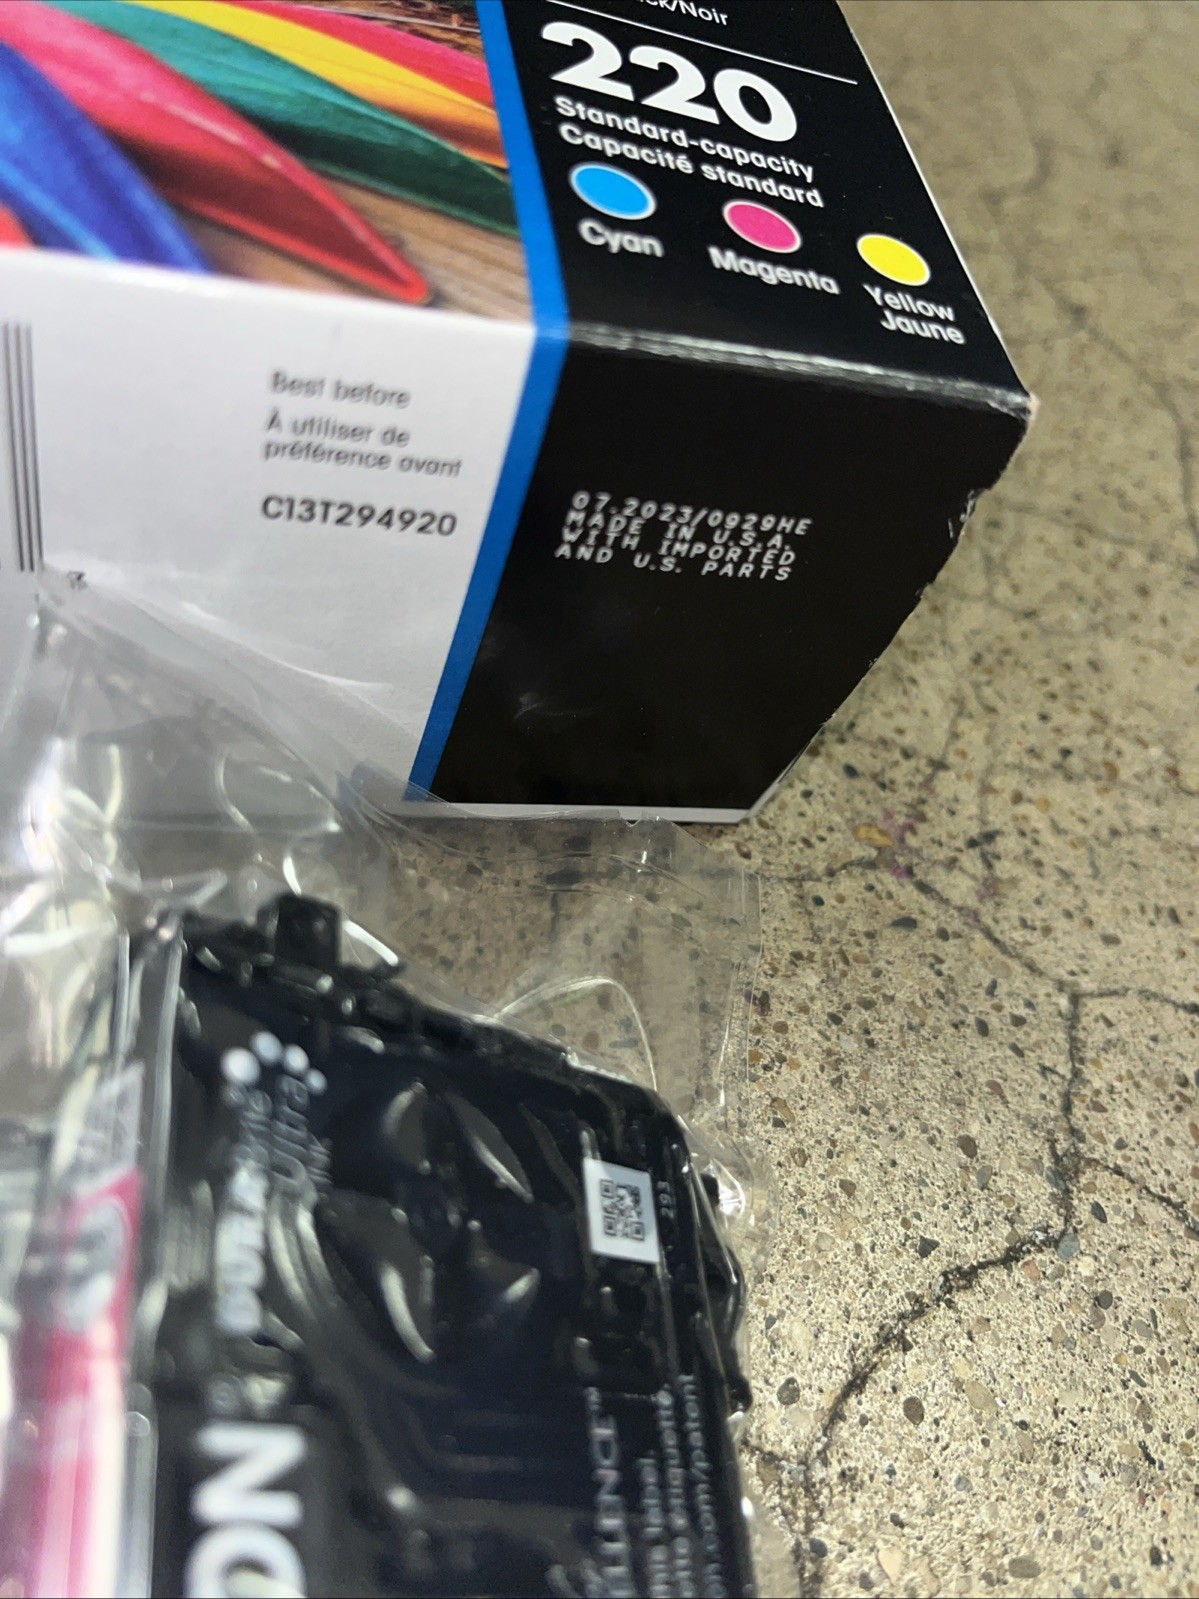 /Noir
220
Standard-capacity
Capacité standard
Cyan
Magenta
Yellow
Jaune
Best before
À utiliser de
préférence avant
C13T294920
07.2023/0929HE
MADE IN U.S.A.
WITH IMPORTED
AND U.S. PARTS
Ultra
293